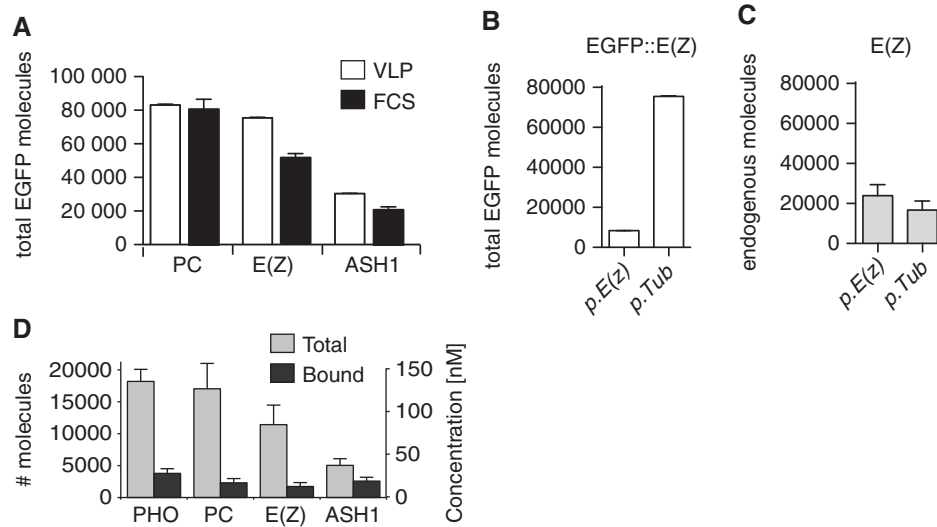 A
total EGFP molecules
100 000
80 000
60 000
40 000
20 000
0
VLP
FCS
PC
E(Z)
ASH1
B
EGFP::E(Z)
total EGFP molecules
80000
60000
40000
20000
0
p.E(z)
p.Tub
C
E(Z)
endogenous molecules
80000
60000
40000
20000
0
p.E(z)
p.Tub
D
# molecules
20000
15000
10000
5000
0
Total
Bound
150
100
50
0
Concentration [nM]
PHO
PC
E(Z)
ASH1